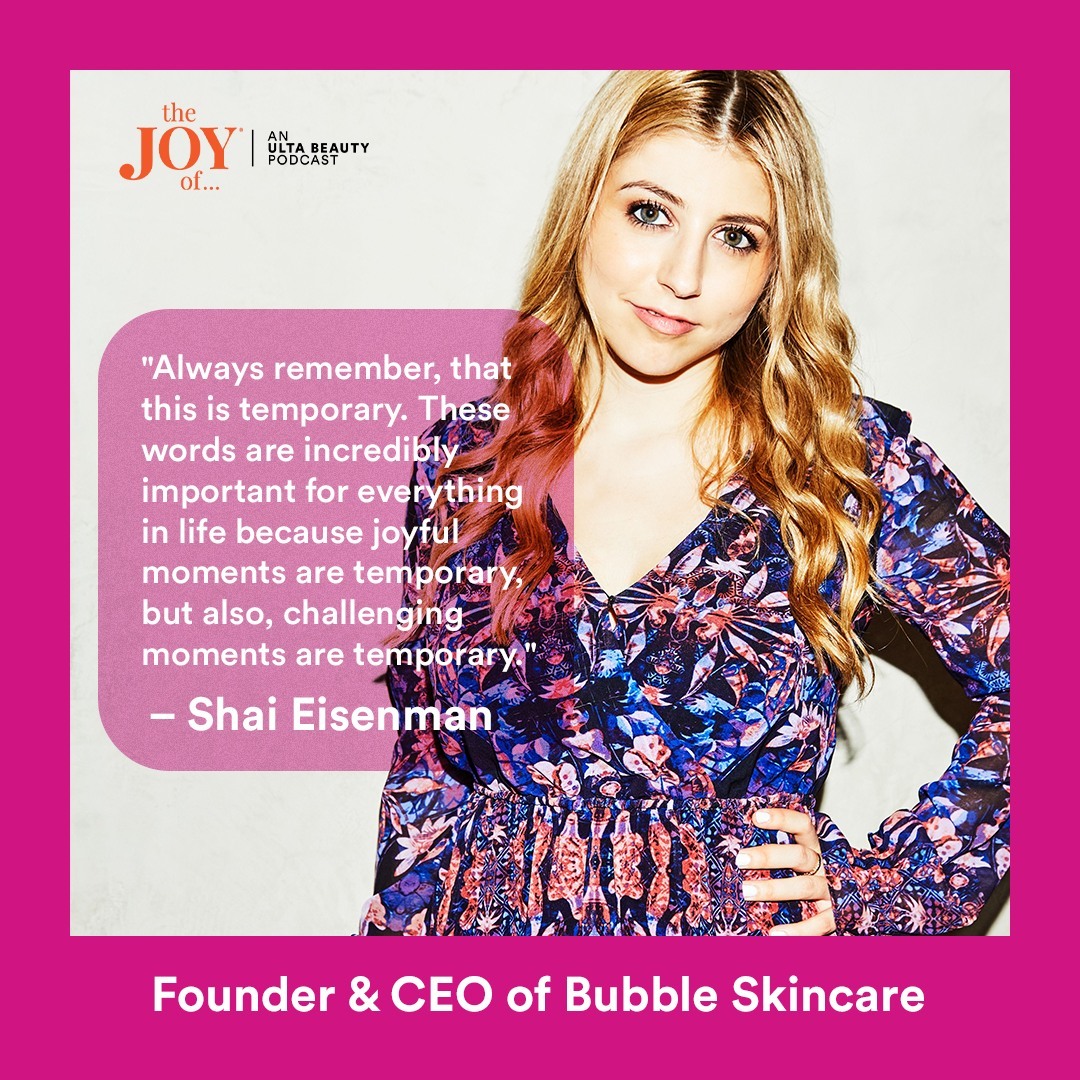 the
JOY®
of...
AN
ULTA BEAUTY
PODCAST
"Always remember, that
this is temporary. These
words are incredibly
important for everything
in life because joyful
moments are temporary,
but also, challenging
moments are temporary."
– Shai Eisenman
Founder & CEO of Bubble Skincare